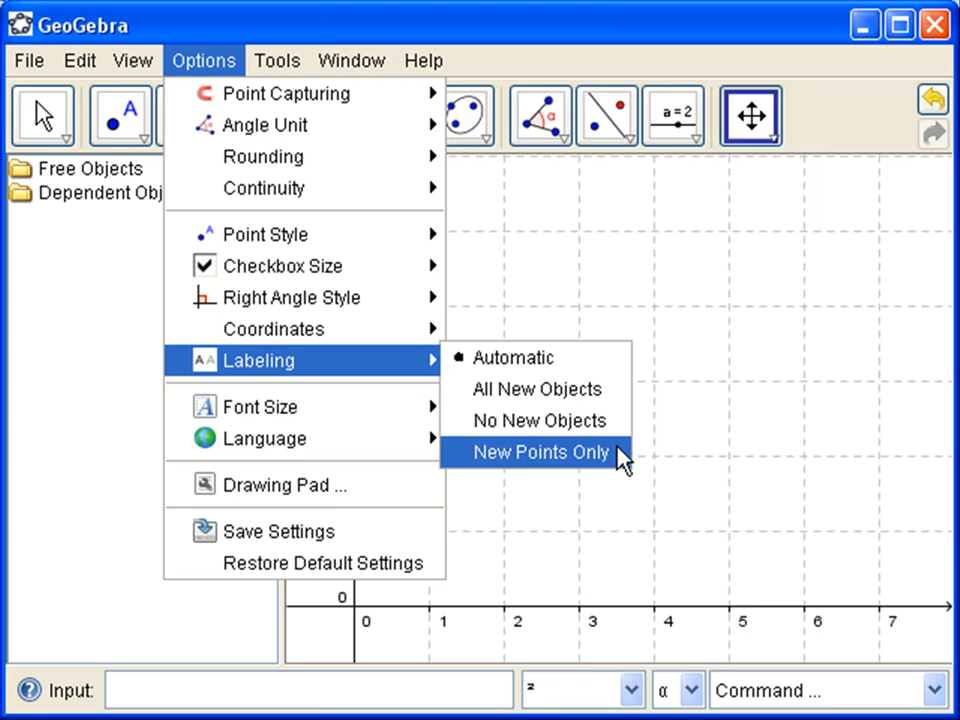 GeoGebra
File Edit View Options Tools Window Help
A α a = 2
Point Capturing
Angle Unit
Rounding
Continuity
Free Objects
Dependent Obj
Point Style
Checkbox Size
Right Angle Style
Coordinates
Labeling
Automatic
All New Objects
No New Objects
New Points Only
Font Size
Language
Drawing Pad ...
Save Settings
Restore Default Settings
0
0 1 2 3 4 5 6 7
Input: ² α Command ...